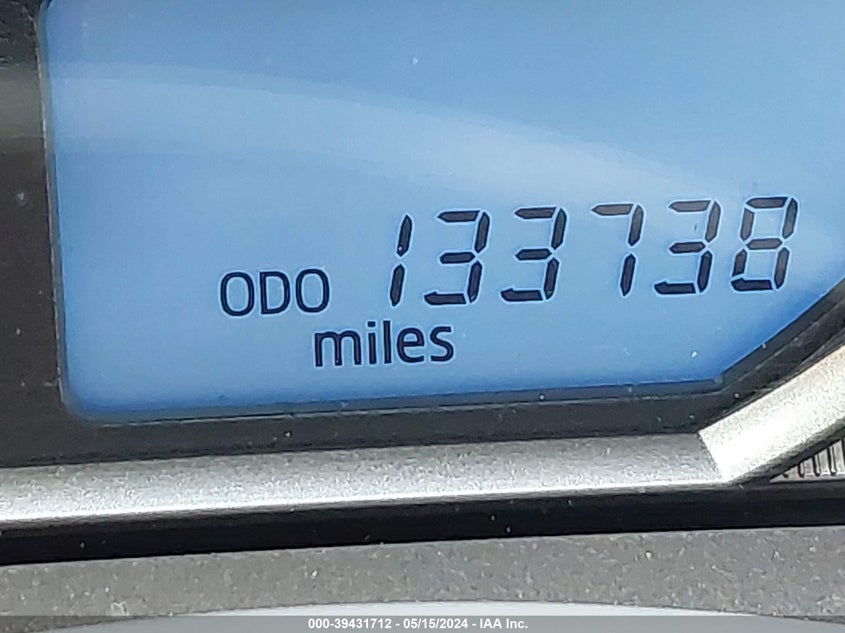 ODO 133738
miles
000-39431712 - 05/15/2024 - IAA Inc.